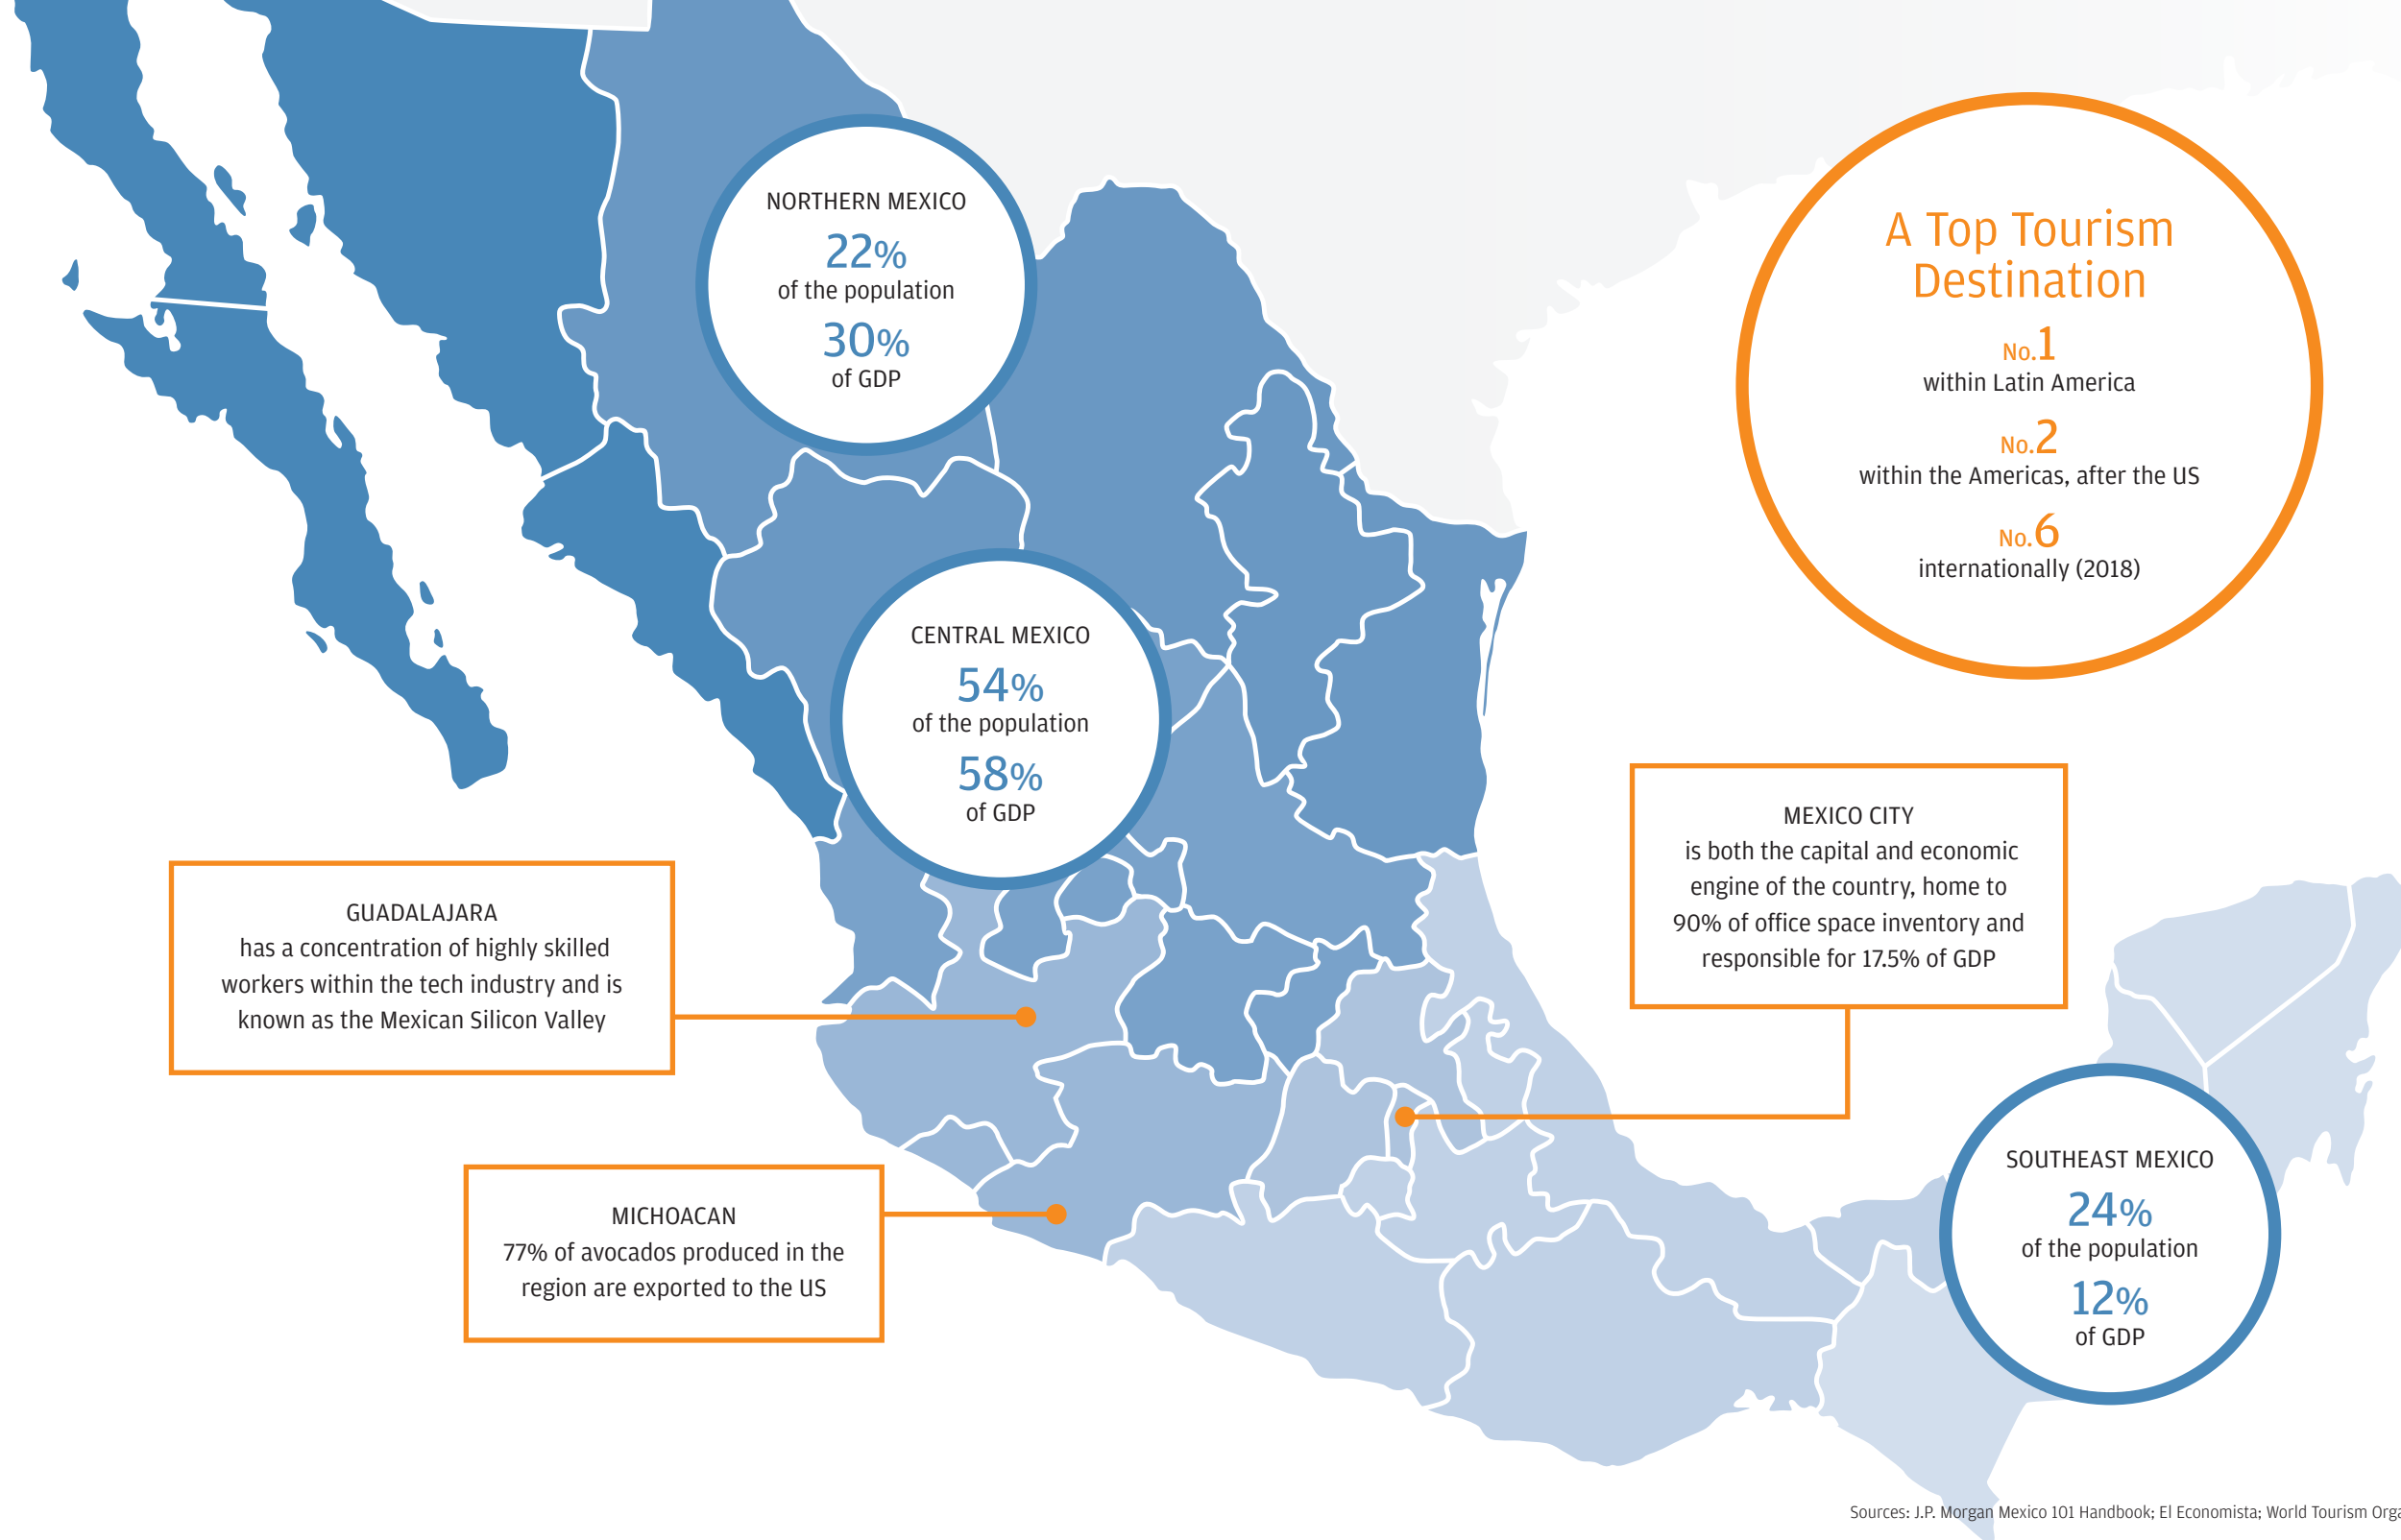 NORTHERN MEXICO
22%
of the population
30%
of GDP
A Top Tourism
Destination
No.1
within Latin America
No.2
within the Americas, after the US
No.6
internationally (2018)
CENTRAL MEXICO
54%
of the population
58%
of GDP
MEXICO CITY
is both the capital and economic
engine of the country, home to
90% of office space inventory and
responsible for 17.5% of GDP
GUADALAJARA
has a concentration of highly skilled
workers within the tech industry and is
known as the Mexican Silicon Valley
MICHOACAN
77% of avocados produced in the
region are exported to the US
SOUTHEAST MEXICO
24%
of the population
12%
of GDP
Sources: J.P. Morgan Mexico 101 Handbook; El Economista; World Tourism